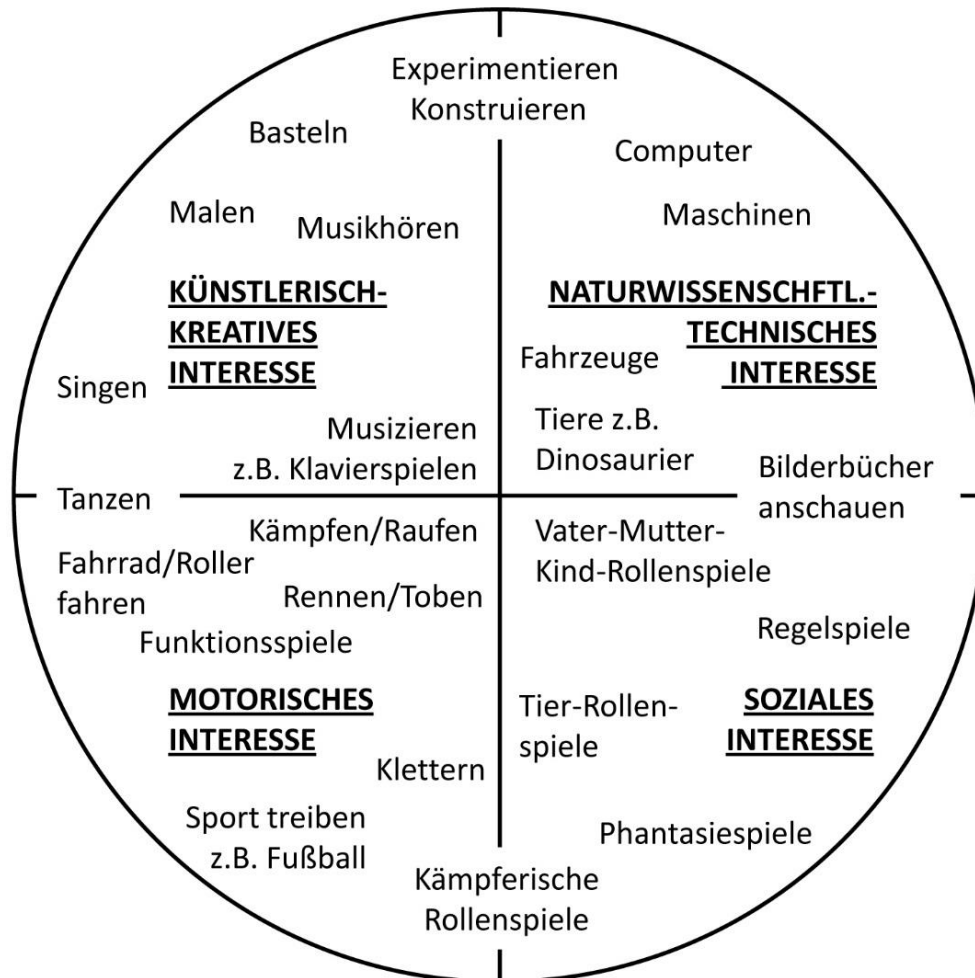 Experimentieren
Konstruieren
Basteln
Computer
Malen
Musikhören
Maschinen
KÜNSTLERISCH-
KREATIVES
INTERESSE
NATURWISSENSCHFTL.-
TECHNISCHES
INTERESSE
Fahrzeuge
Singen
Musizieren
z.B. Klavierspielen
Tiere z.B.
Dinosaurier
Bilderbücher
anschauen
Tanzen
Kämpfen/Raufen
Fahrrad/Roller
fahren
Rennen/Toben
Funktionsspiele
Vater-Mutter-
Kind-Rollenspiele
Regelspiele
MOTORISCHES
INTERESSE
Tier-Rollen-
spiele
SOZIALES
INTERESSE
Klettern
Sport treiben
z.B. Fußball
Phantasiespiele
Kämpferische
Rollenspiele